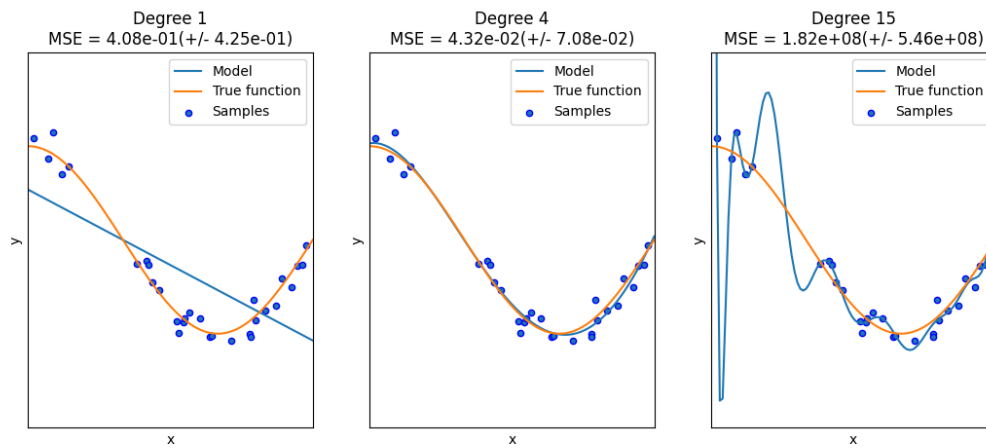 Degree 1
MSE = 4.08e-01(+/- 4.25e-01)
Model
True function
Samples
y
x
Degree 4
MSE = 4.32e-02(+/- 7.08e-02)
Model
True function
Samples
y
x
Degree 15
MSE = 1.82e+08(+/- 5.46e+08)
Model
True function
Samples
y
x